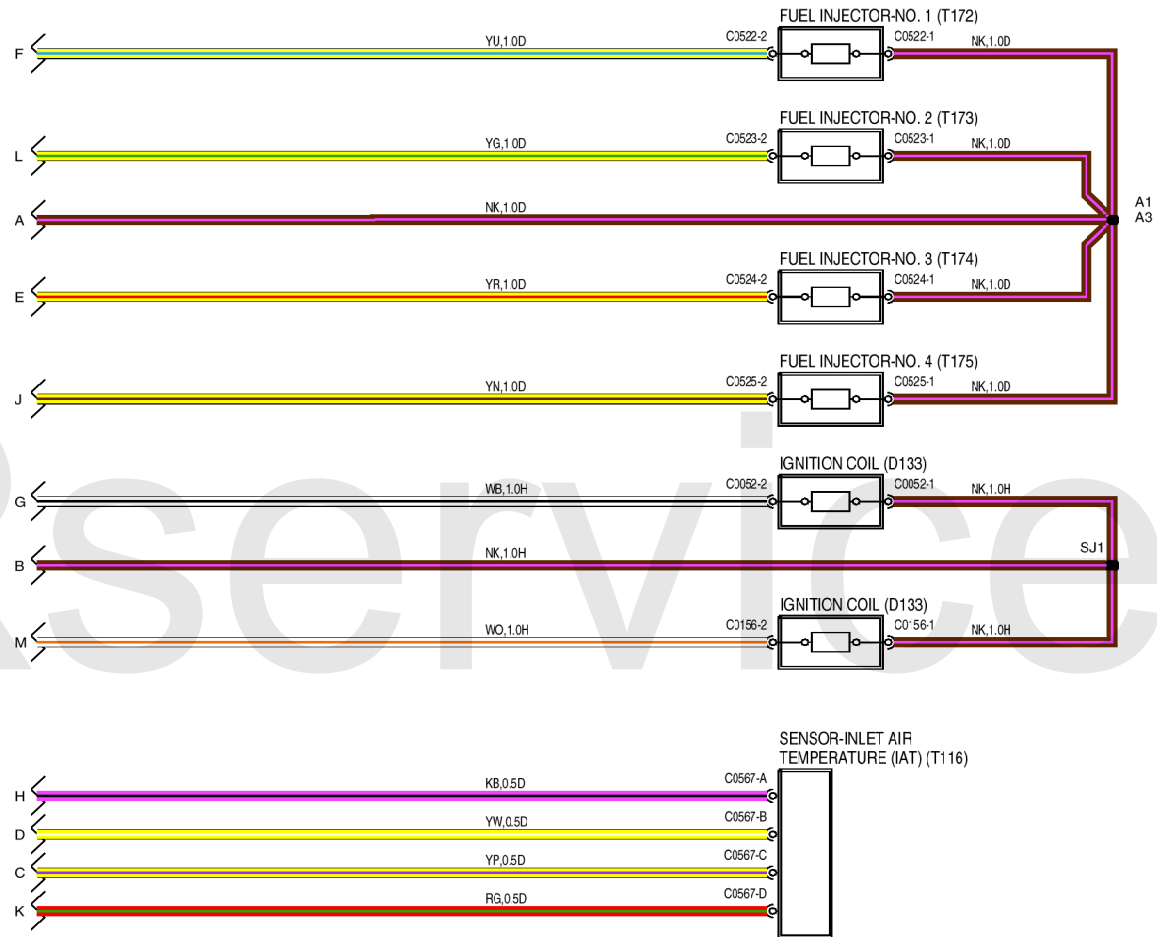 FUEL INJECTOR-NO. 1 (T172)
F YU,1.0D C0522-2 C0522-1 NK,1.0D
FUEL INJECTOR-NO. 2 (T173)
L YG,1.0D C0523-2 C0523-1 NK,1.0D
A NK,1.0D A1
A3
FUEL INJECTOR-NO. 3 (T174)
E YR,1.0D C0524-2 C0524-1 NK,1.0D
FUEL INJECTOR-NO. 4 (T175)
J YN,1.0D C0525-2 C0525-1 NK,1.0D
IGNITION COIL (D133)
G WB,1.0H C0052-2 C0052-1 NK,1.0H
B NK,1.0H SJ1
IGNITION COIL (D133)
M WO,1.0H C0156-2 C0156-1 NK,1.0H
Rservice
SENSOR-INLET AIR
TEMPERATURE (IAT) (T116)
H KB,0.5D C0567-A
D YW,0.5D C0567-B
C YP,0.5D C0567-C
K RG,0.5D C0567-D